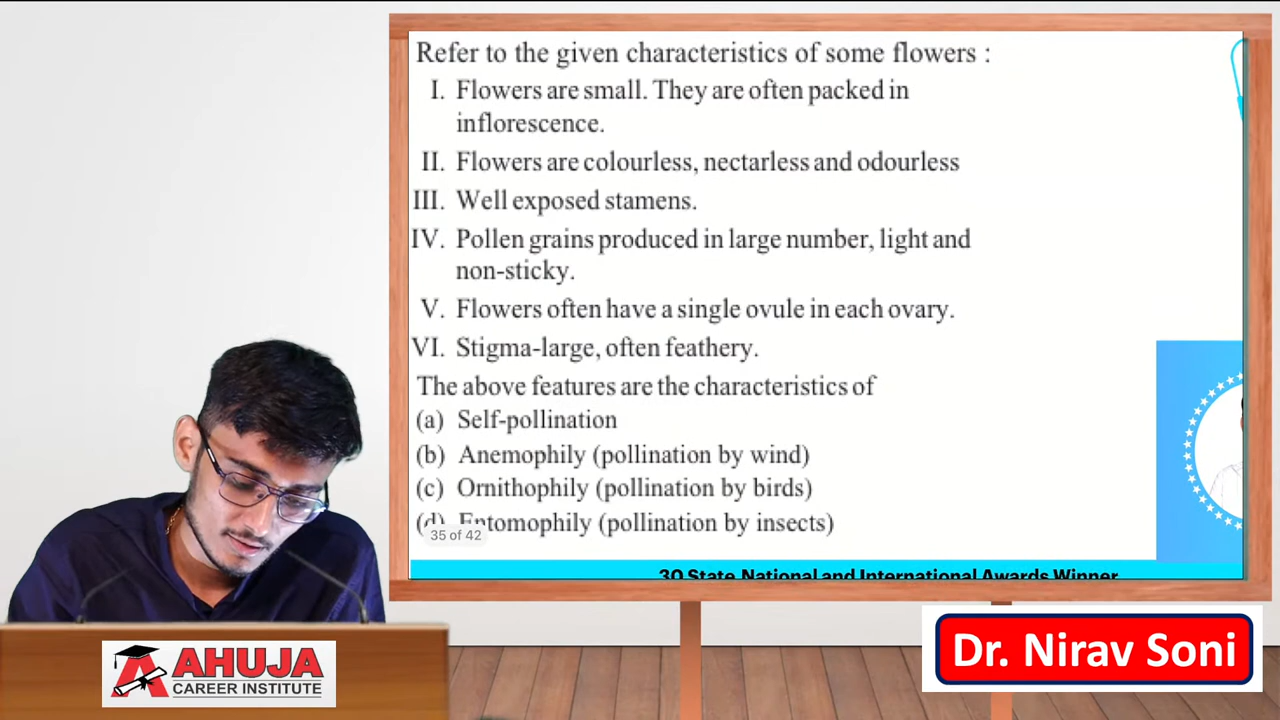 Refer to the given characteristics of some flowers :
I. Flowers are small. They are often packed in
inflorescence.
II. Flowers are colourless, nectarless and odourless
III. Well exposed stamens.
IV. Pollen grains produced in large number, light and
non-sticky.
V. Flowers often have a single ovule in each ovary.
VI. Stigma-large, often feathery.
The above features are the characteristics of
(a) Self-pollination
(b) Anemophily (pollination by wind)
(c) Ornithophily (pollination by birds)
(d) Entomophily (pollination by insects)
35 of 42
30 State, National and International Awards Winner
Dr. Nirav Soni
AHUJA
CAREER INSTITUTE